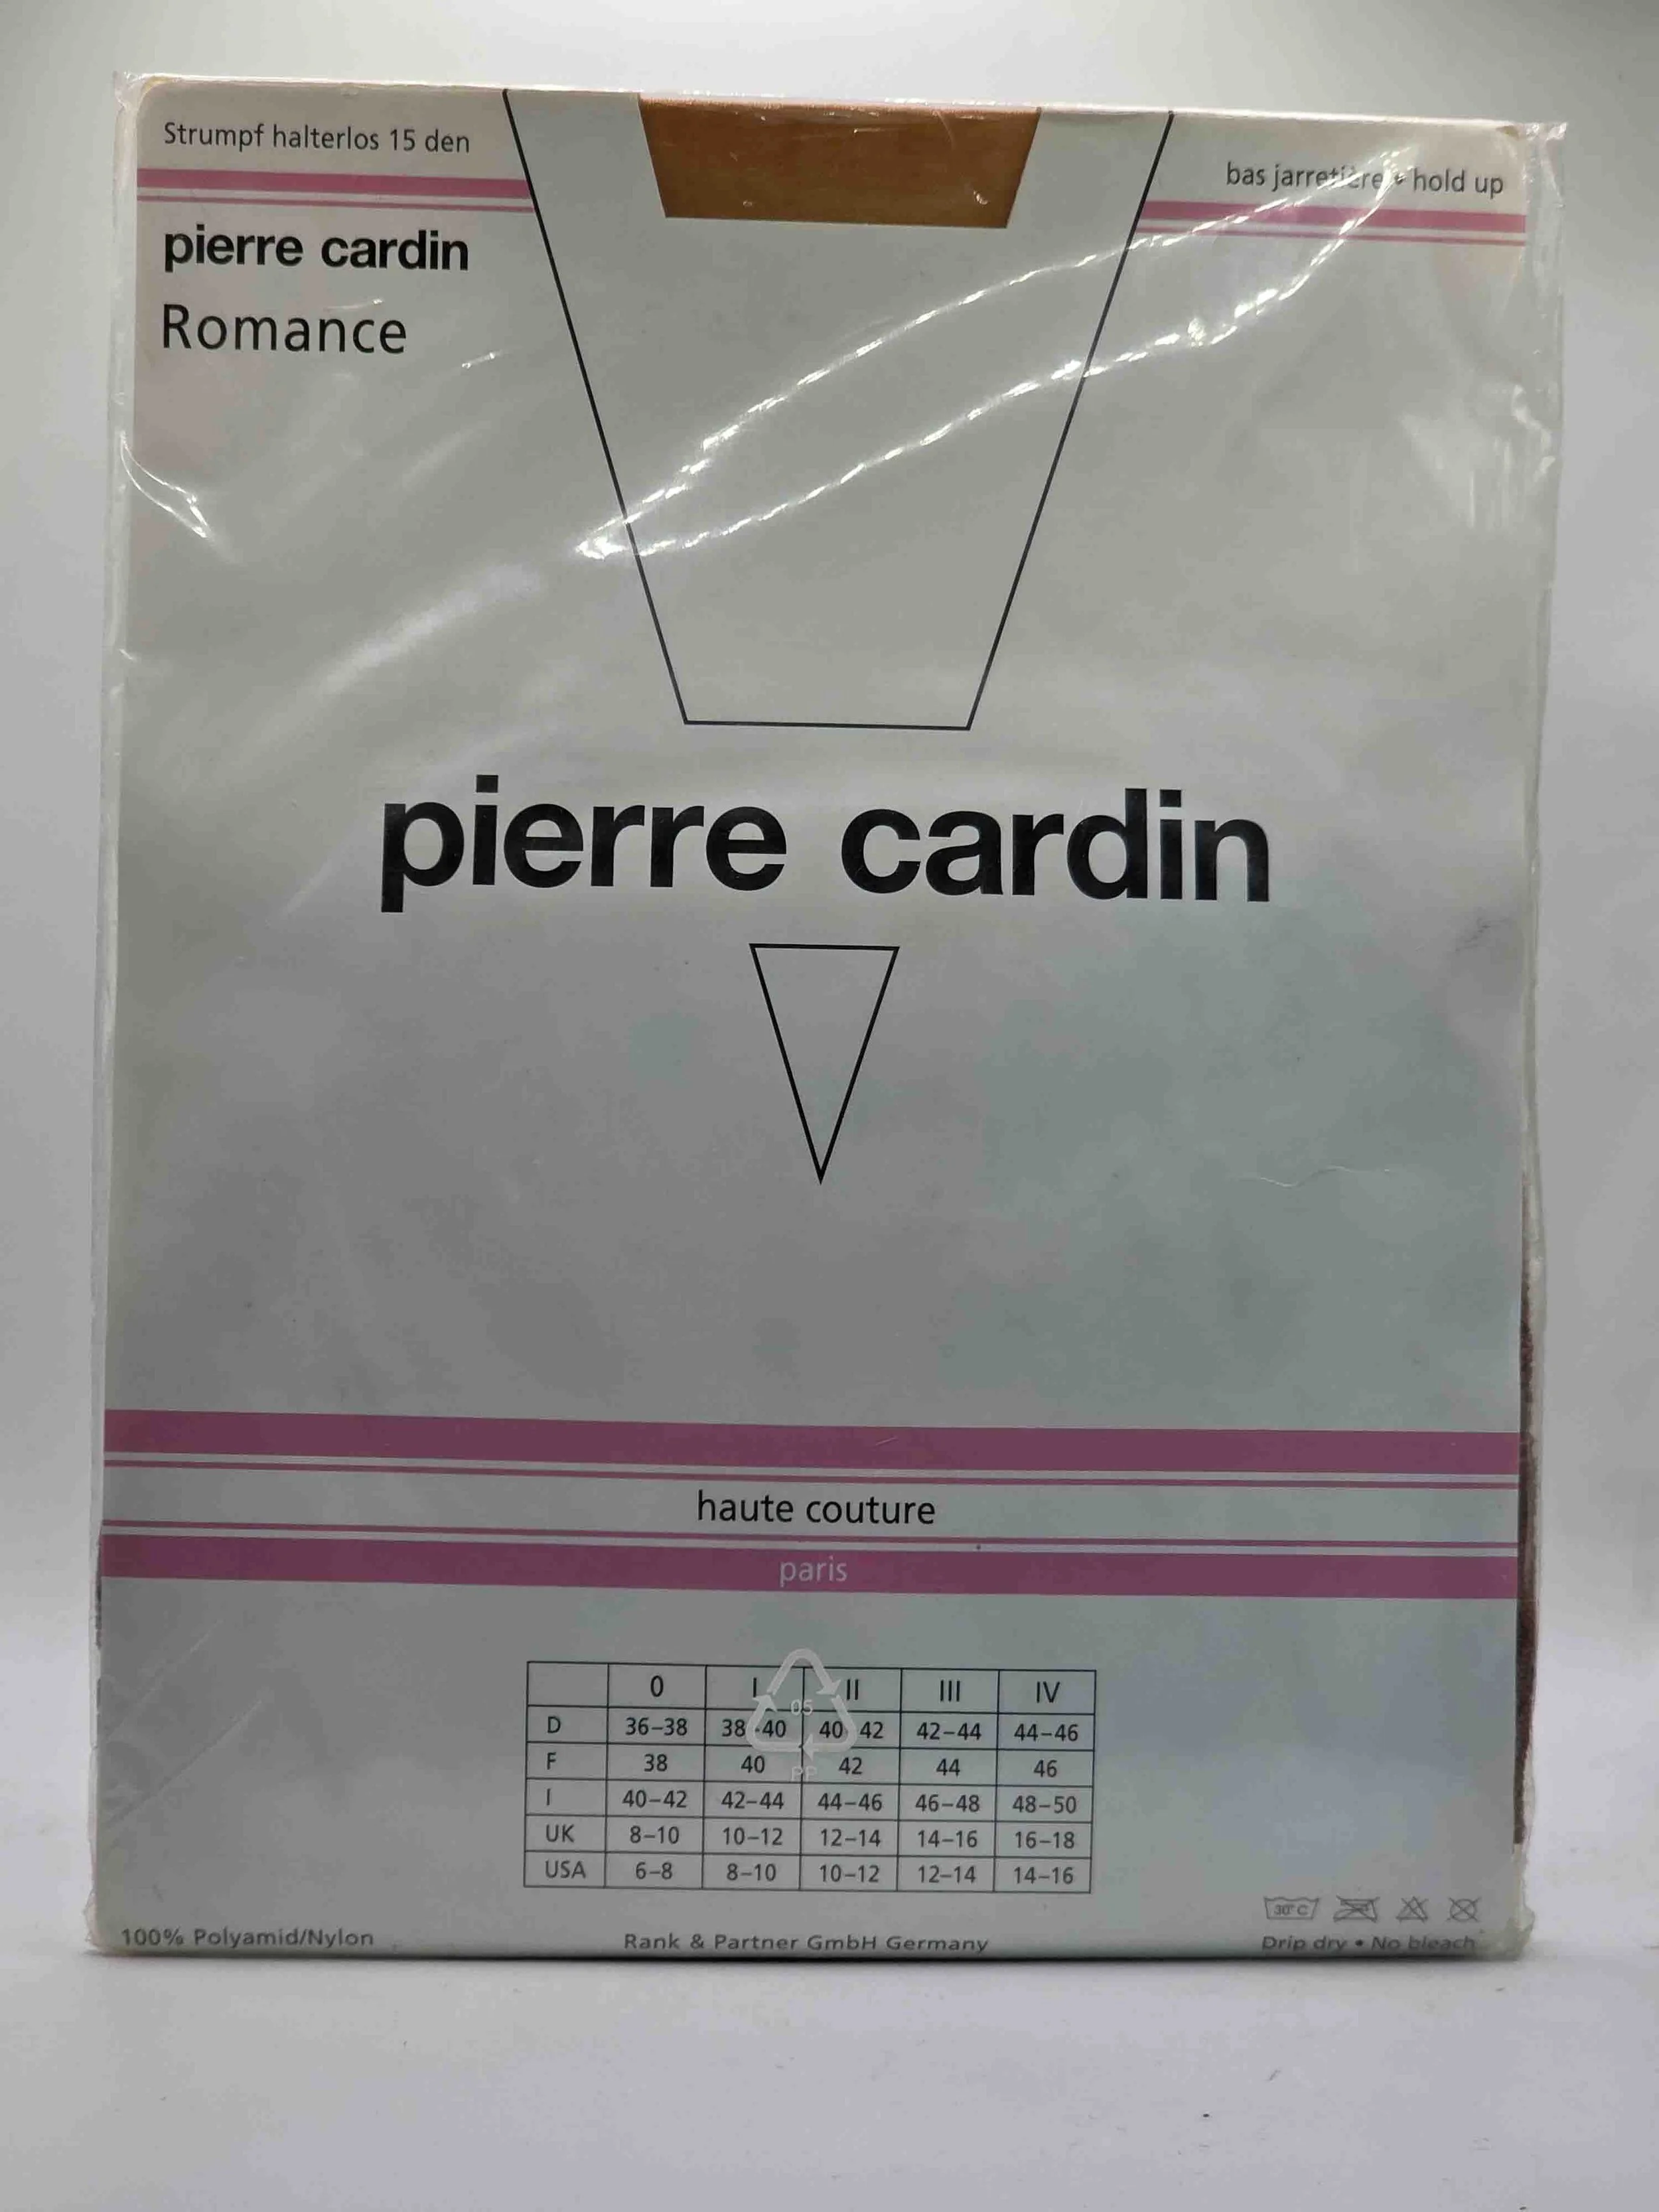 Strumpf halterlos 15 den
bas jarretière • hold up
pierre cardin
Romance
pierre cardin
haute couture
paris
0 I II III IV
D 36–38 38–40 40–42 42–44 44–46
F 38 40 42 44 46
I 40–42 42–44 44–46 46–48 48–50
UK 8–10 10–12 12–14 14–16 16–18
USA 6–8 8–10 10–12 12–14 14–16
05
PP
30°C
100% Polyamid/Nylon
Rank & Partner GmbH Germany
Drip dry • No bleach